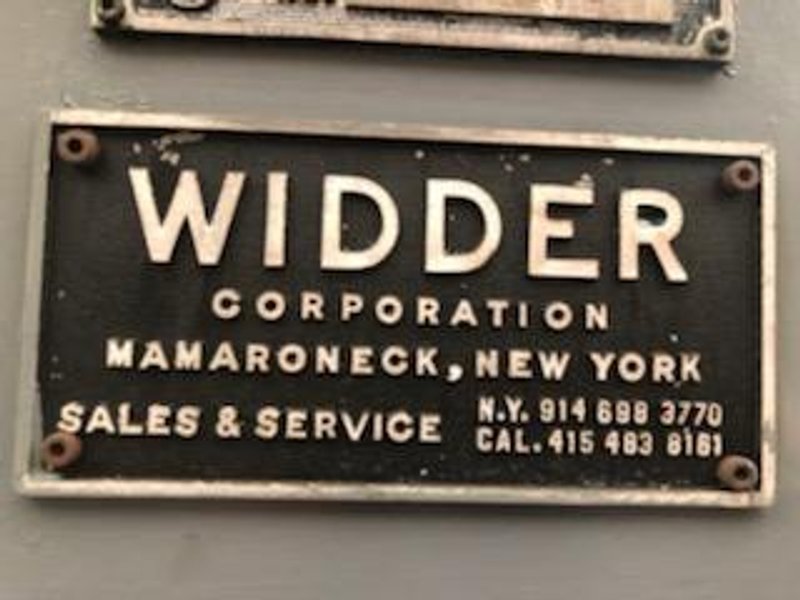 WIDDER
CORPORATION
MAMARONECK, NEW YORK
SALES & SERVICE
N.Y. 914 698 3770
CAL. 415 483 8161